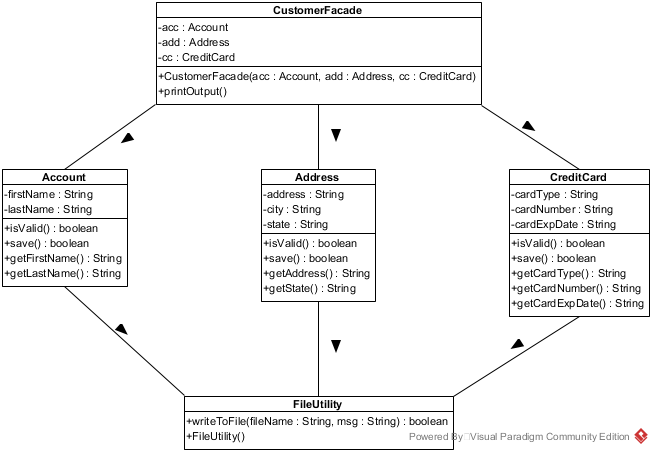 CustomerFacade
-acc : Account
-add : Address
-cc : CreditCard
+CustomerFacade(acc : Account, add : Address, cc : CreditCard)
+printOutput()
Account
-firstName : String
-lastName : String
+isValid() : boolean
+save() : boolean
+getFirstName() : String
+getLastName() : String
Address
-address : String
-city : String
-state : String
+isValid() : boolean
+save() : boolean
+getAddress() : String
+getState() : String
CreditCard
-cardType : String
-cardNumber : String
-cardExpDate : String
+isValid() : boolean
+save() : boolean
+getCardType() : String
+getCardNumber() : String
+getCardExpDate() : String
FileUtility
+writeToFile(fileName : String, msg : String) : boolean
+FileUtility()
Powered By Visual Paradigm Community Edition